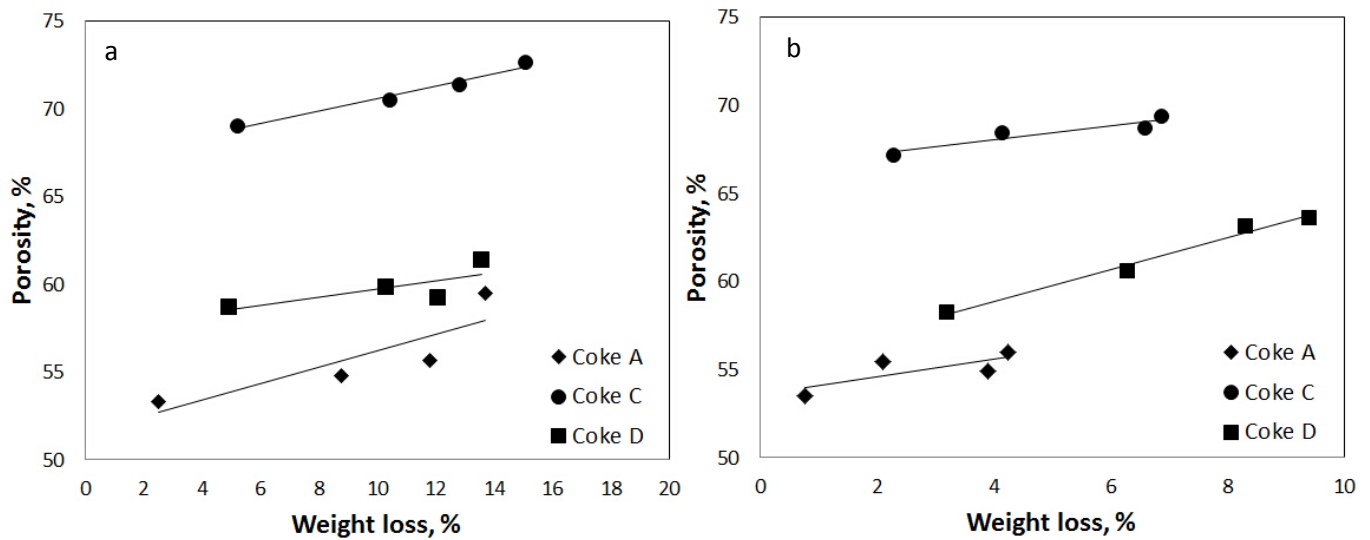 a
75
70
65
60
55
50
Porosity, %
0 2 4 6 8 10 12 14 16 18 20
Weight loss, %
Coke A
Coke C
Coke D
b
75
70
65
60
55
50
Porosity, %
0 2 4 6 8 10
Weight loss, %
Coke A
Coke C
Coke D